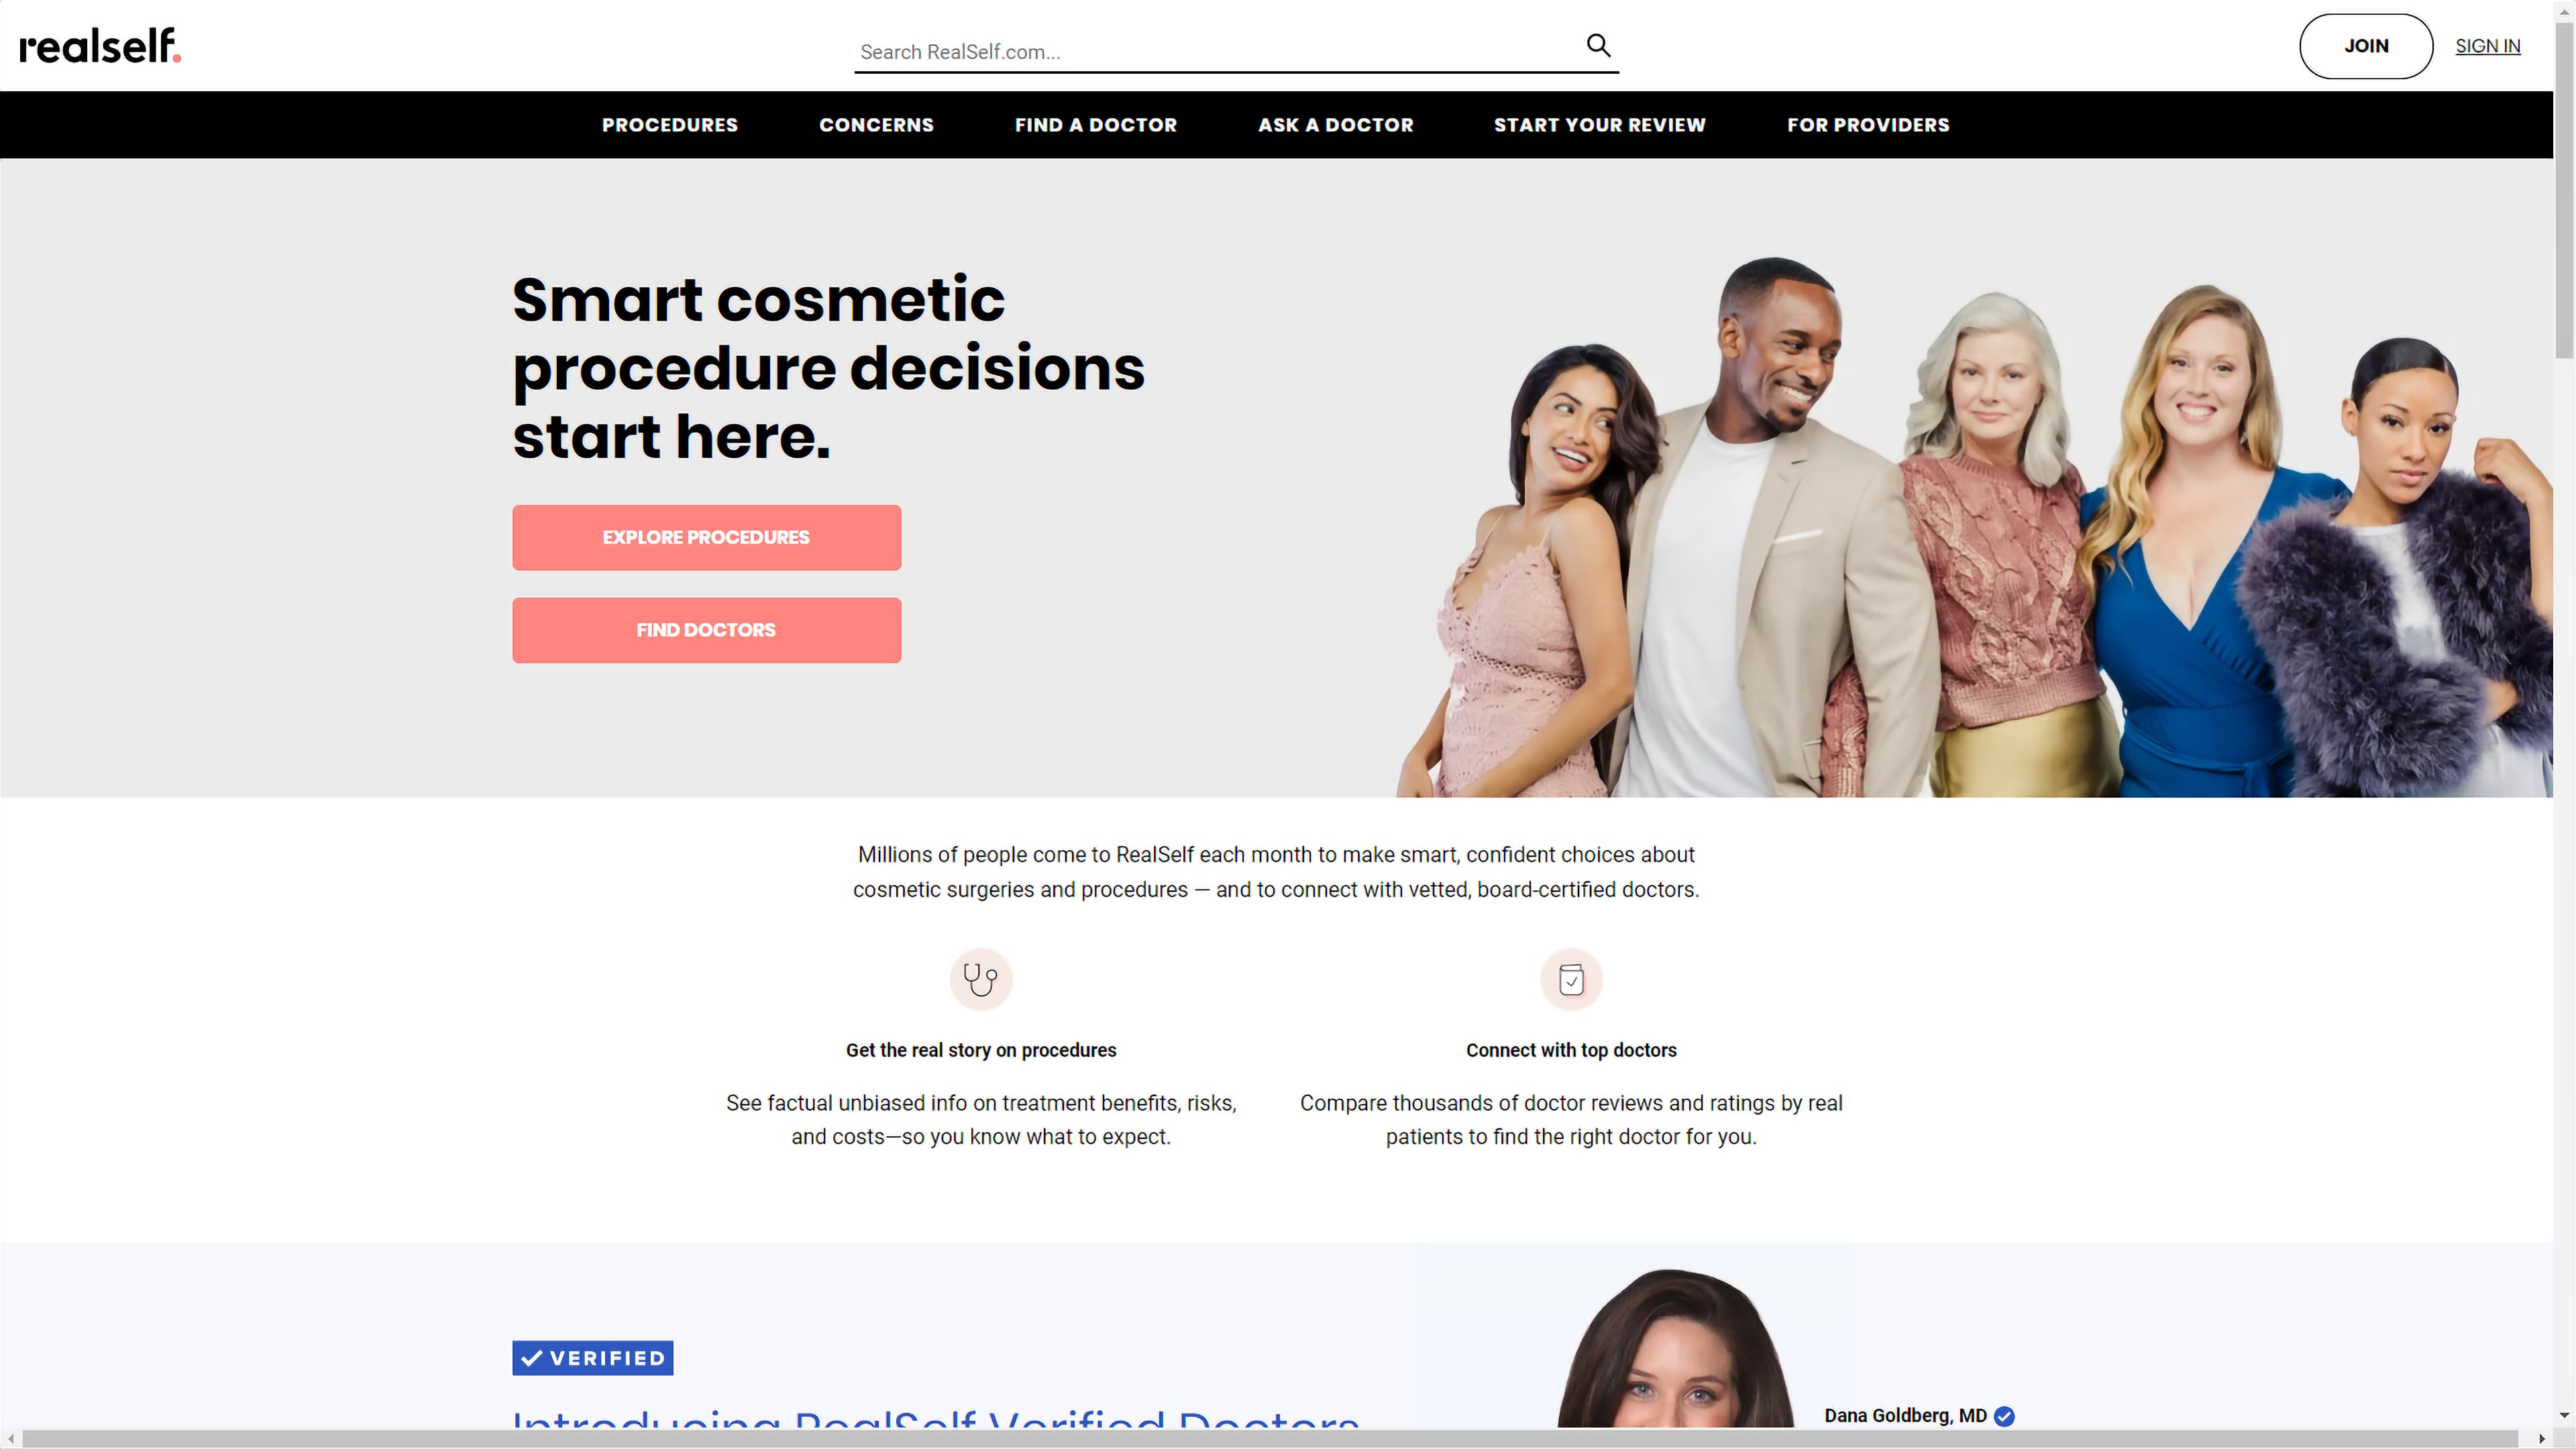 realself.
Search RealSelf.com...
JOIN
SIGN IN
PROCEDURES
CONCERNS
FIND A DOCTOR
ASK A DOCTOR
START YOUR REVIEW
FOR PROVIDERS
Smart cosmetic
procedure decisions
start here.
EXPLORE PROCEDURES
FIND DOCTORS
Millions of people come to RealSelf each month to make smart, confident choices about
cosmetic surgeries and procedures — and to connect with vetted, board-certified doctors.
Get the real story on procedures
See factual unbiased info on treatment benefits, risks,
and costs—so you know what to expect.
Connect with top doctors
Compare thousands of doctor reviews and ratings by real
patients to find the right doctor for you.
VERIFIED
Introducing RealSelf Verified Doctors
Dana Goldberg, MD